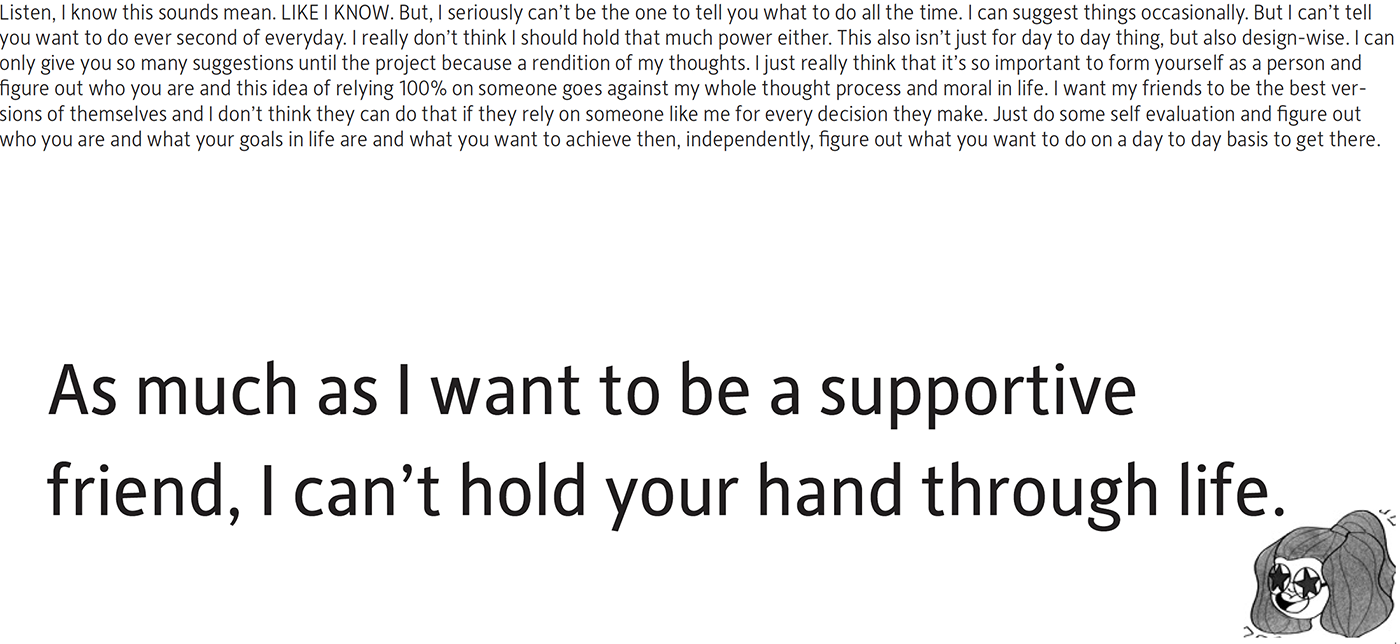 Listen, I know this sounds mean. LIKE I KNOW. But, I seriously can’t be the one to tell you what to do all the time. I can suggest things occasionally. But I can’t tell
you want to do ever second of everyday. I really don’t think I should hold that much power either. This also isn’t just for day to day thing, but also design-wise. I can
only give you so many suggestions until the project because a rendition of my thoughts. I just really think that it’s so important to form yourself as a person and
figure out who you are and this idea of relying 100% on someone goes against my whole thought process and moral in life. I want my friends to be the best ver-
sions of themselves and I don’t think they can do that if they rely on someone like me for every decision they make. Just do some self evaluation and figure out
who you are and what your goals in life are and what you want to achieve then, independently, figure out what you want to do on a day to day basis to get there.
As much as I want to be a supportive
friend, I can’t hold your hand through life.